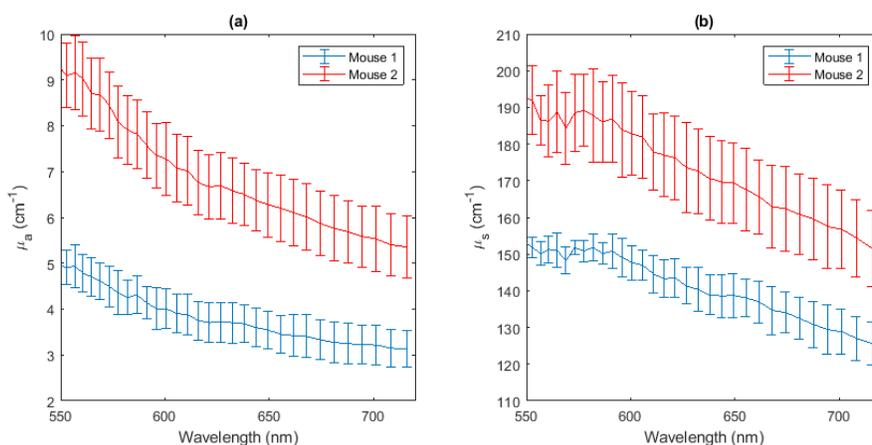 (a)
10
9
8
7
6
5
4
3
2
μa (cm-1)
550
600
650
700
Wavelength (nm)
Mouse 1
Mouse 2
(b)
210
200
190
180
170
160
150
140
130
120
110
μs (cm-1)
550
600
650
700
Wavelength (nm)
Mouse 1
Mouse 2